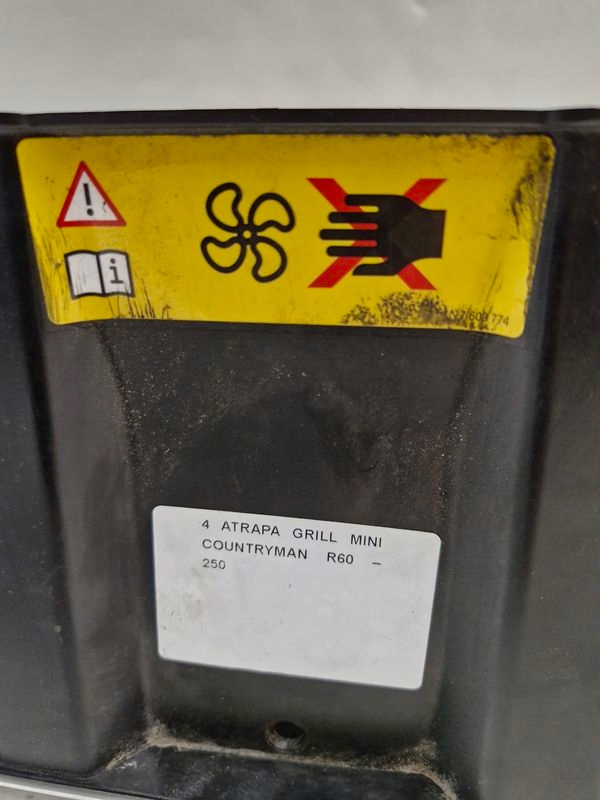 4 ATRAPA GRILL MINI
COUNTRYMAN R60 –
250